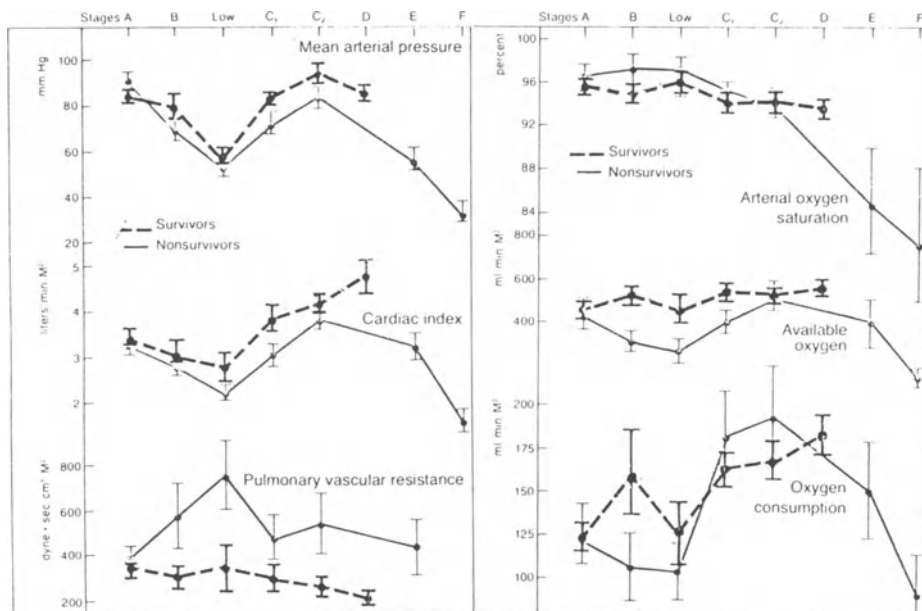 Stages A B Low C₁ C₂ D E F
Mean arterial pressure
mm Hg
100
80
60
40
20
Survivors
Nonsurvivors
liters min M²
5
4
3
2
Cardiac index
dyne • sec cm⁵ M²
800
600
400
200
Pulmonary vascular resistance
Stages A B Low C₁ C₂ D E F
percent
100
96
92
88
84
Survivors
Nonsurvivors
Arterial oxygen
saturation
ml min M²
800
600
400
Available
oxygen
ml min M²
200
175
150
125
100
Oxygen
consumption